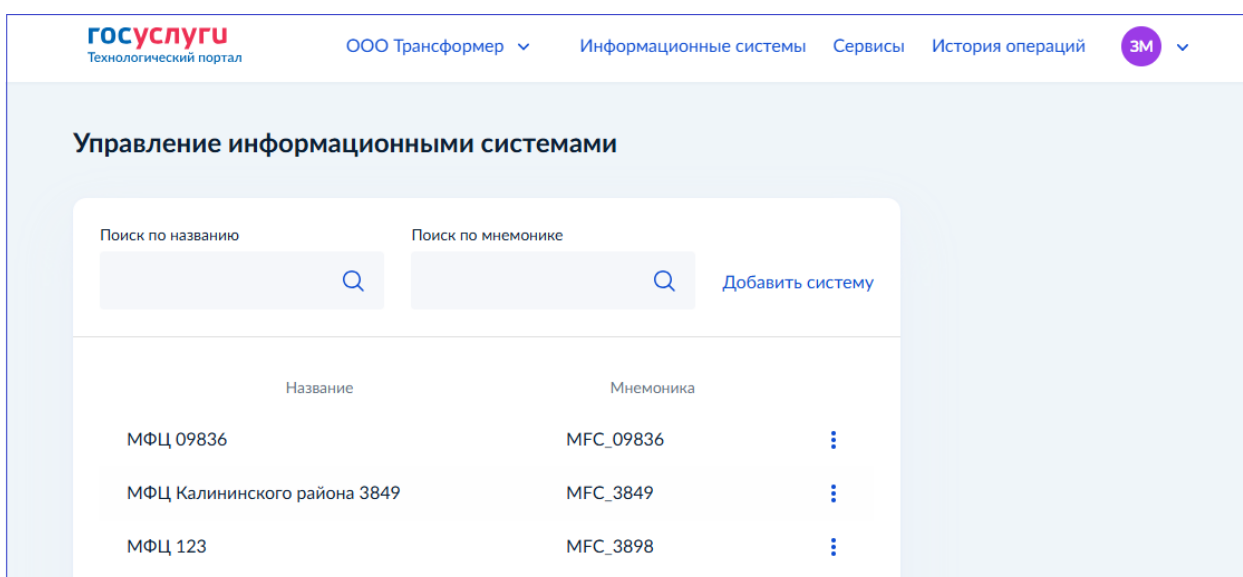 госуслуги
Технологический портал
ООО Трансформер
Информационные системы
Сервисы
История операций
ЗМ
Управление информационными системами
Поиск по названию
Поиск по мнемонике
Добавить систему
Название
Мнемоника
МФЦ 09836
MFC_09836
МФЦ Калининского района 3849
MFC_3849
МФЦ 123
MFC_3898